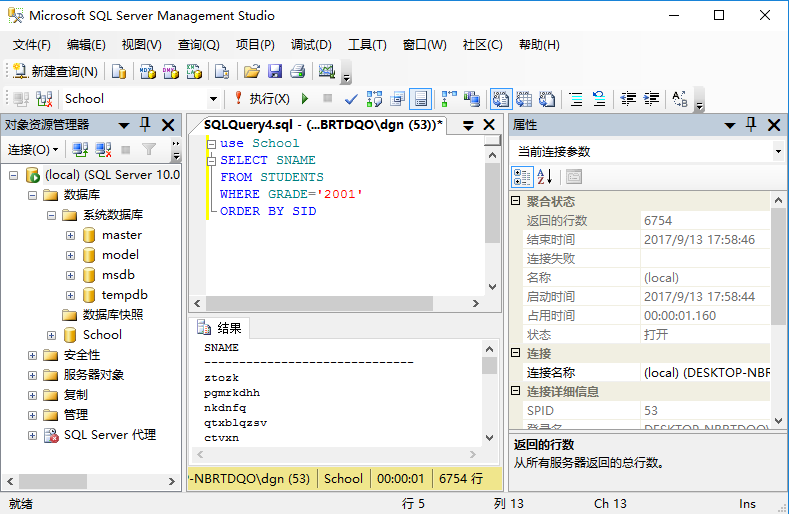 Microsoft SQL Server Management Studio
文件(F) 编辑(E) 视图(V) 查询(Q) 项目(P) 调试(D) 工具(T) 窗口(W) 社区(C) 帮助(H)
新建查询(N)
School 执行(X)
对象资源管理器
连接(O)
(local) (SQL Server 10.0
数据库
系统数据库
master
model
msdb
tempdb
数据库快照
School
安全性
服务器对象
复制
管理
SQL Server 代理
SQLQuery4.sql - (...BRTDQO\dgn (53))*
use School
SELECT SNAME
FROM STUDENTS
WHERE GRADE='2001'
ORDER BY SID
结果
SNAME
------------------------------
ztozk
pgmrkdhh
nkdnfq
qtxblqzsv
ctvxn
-NBRTDQO\dgn (53) School 00:00:01 6754 行
属性
当前连接参数
聚合状态
返回的行数 6754
结束时间 2017/9/13 17:58:46
连接失败
名称 (local)
启动时间 2017/9/13 17:58:44
占用时间 00:00:01.160
状态 打开
连接
连接名称 (local) (DESKTOP-NBR
连接详细信息
SPID 53
登录名 DESKTOP-NBRTDQO\
返回的行数
从所有服务器返回的总行数。
就绪 行 5 列 13 Ch 13 Ins